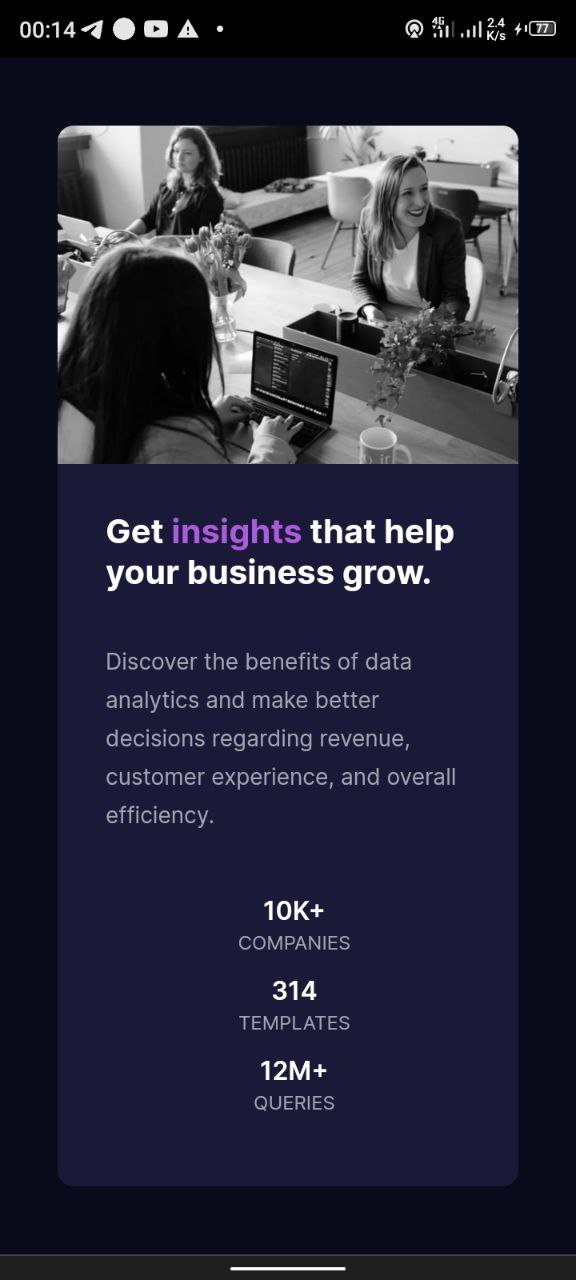 00:14
4G
2.4
K/s
77
Get insights that help
your business grow.
Discover the benefits of data
analytics and make better
decisions regarding revenue,
customer experience, and overall
efficiency.
10K+
COMPANIES
314
TEMPLATES
12M+
QUERIES